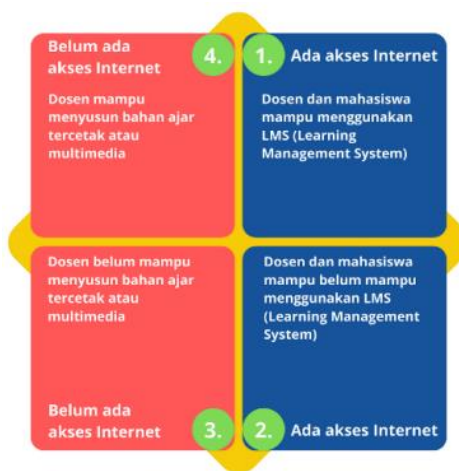 Belum ada
akses Internet
4.
Dosen mampu
menyusun bahan ajar
tercetak atau
multimedia
1.
Ada akses Internet
Dosen dan mahasiswa
mampu menggunakan
LMS (Learning
Management System)
Dosen belum mampu
menyusun bahan ajar
tercetak atau
multimedia
Belum ada
akses Internet
3.
Dosen dan mahasiswa
mampu belum mampu
menggunakan LMS
(Learning Management
System)
2.
Ada akses Internet